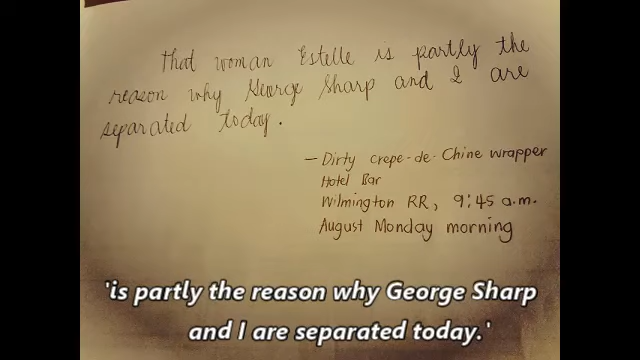 That woman Estelle is partly the
reason why George Sharp and I are
separated today.
— Dirty crepe-de-Chine wrapper
Hotel Bar
Wilmington RR, 9:45 a.m.
August Monday morning
'is partly the reason why George Sharp
and I are separated today.'